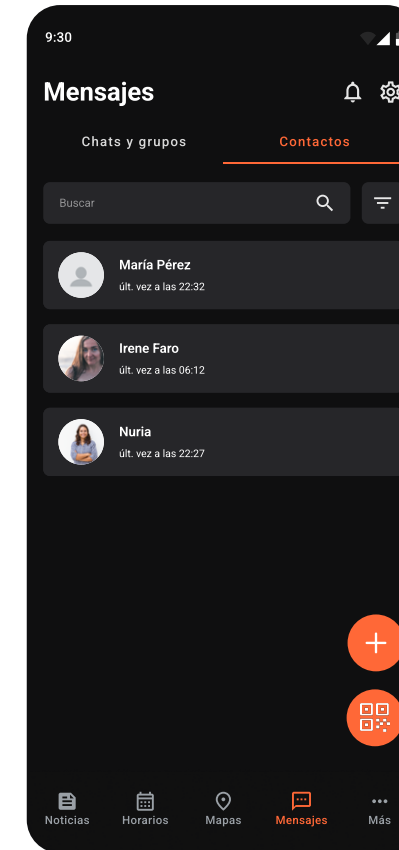 9:30
Mensajes
Chats y grupos
Contactos
Buscar
María Pérez
últ. vez a las 22:32
Irene Faro
últ. vez a las 06:12
Nuria
últ. vez a las 22:27
Noticias
Horarios
Mapas
Mensajes
Más